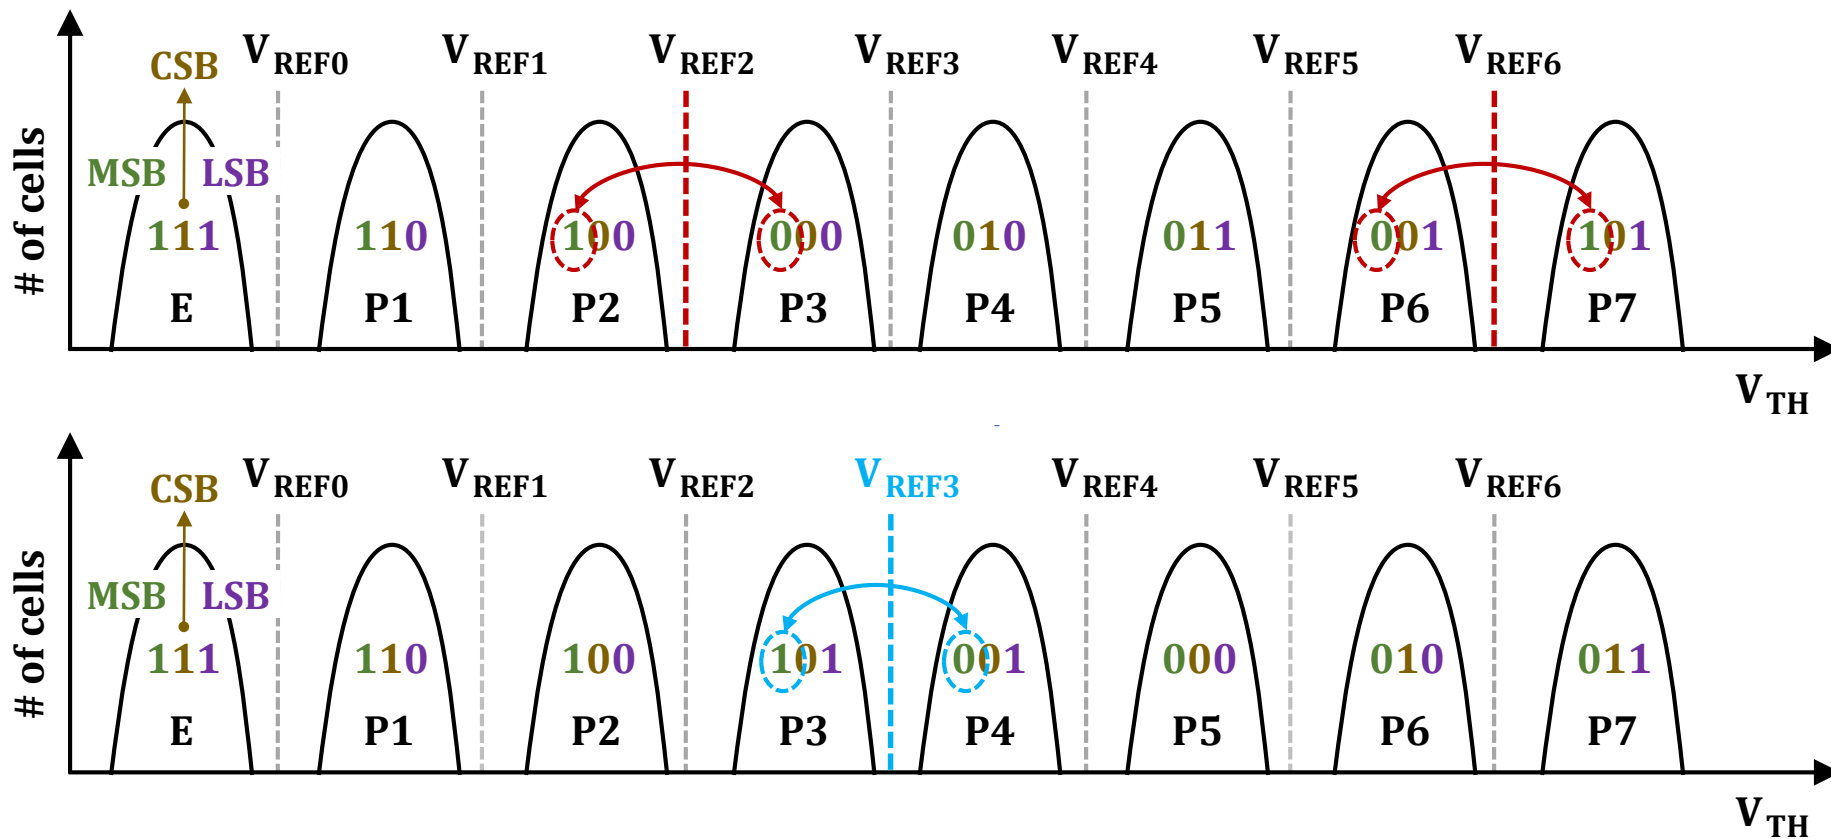 # of cells
V REF0 V REF1 V REF2 V REF3 V REF4 V REF5 V REF6
CSB
MSB LSB
111 110 100 000 010 011 001 101
E P1 P2 P3 P4 P5 P6 P7
V TH
# of cells
V REF0 V REF1 V REF2 V REF3 V REF4 V REF5 V REF6
CSB
MSB LSB
111 110 100 101 001 000 010 011
E P1 P2 P3 P4 P5 P6 P7
V TH